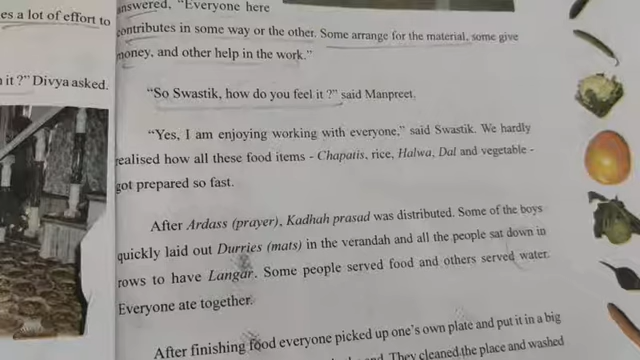 es a lot of effort to
it ?" Divya asked.
answered, "Everyone here
contributes in some way or the other. Some arrange for the material, some give
money, and other help in the work."
"So Swastik, how do you feel it ?" said Manpreet.
"Yes, I am enjoying working with everyone," said Swastik. We hardly
realised how all these food items - Chapatis, rice, Halwa, Dal and vegetable -
got prepared so fast.
After Ardass (prayer), Kadhah prasad was distributed. Some of the boys
quickly laid out Durries (mats) in the verandah and all the people sat down in
rows to have Langar. Some people served food and others served water.
Everyone ate together.
After finishing food everyone picked up one's own plate and put it in a big
They cleaned the place and washed